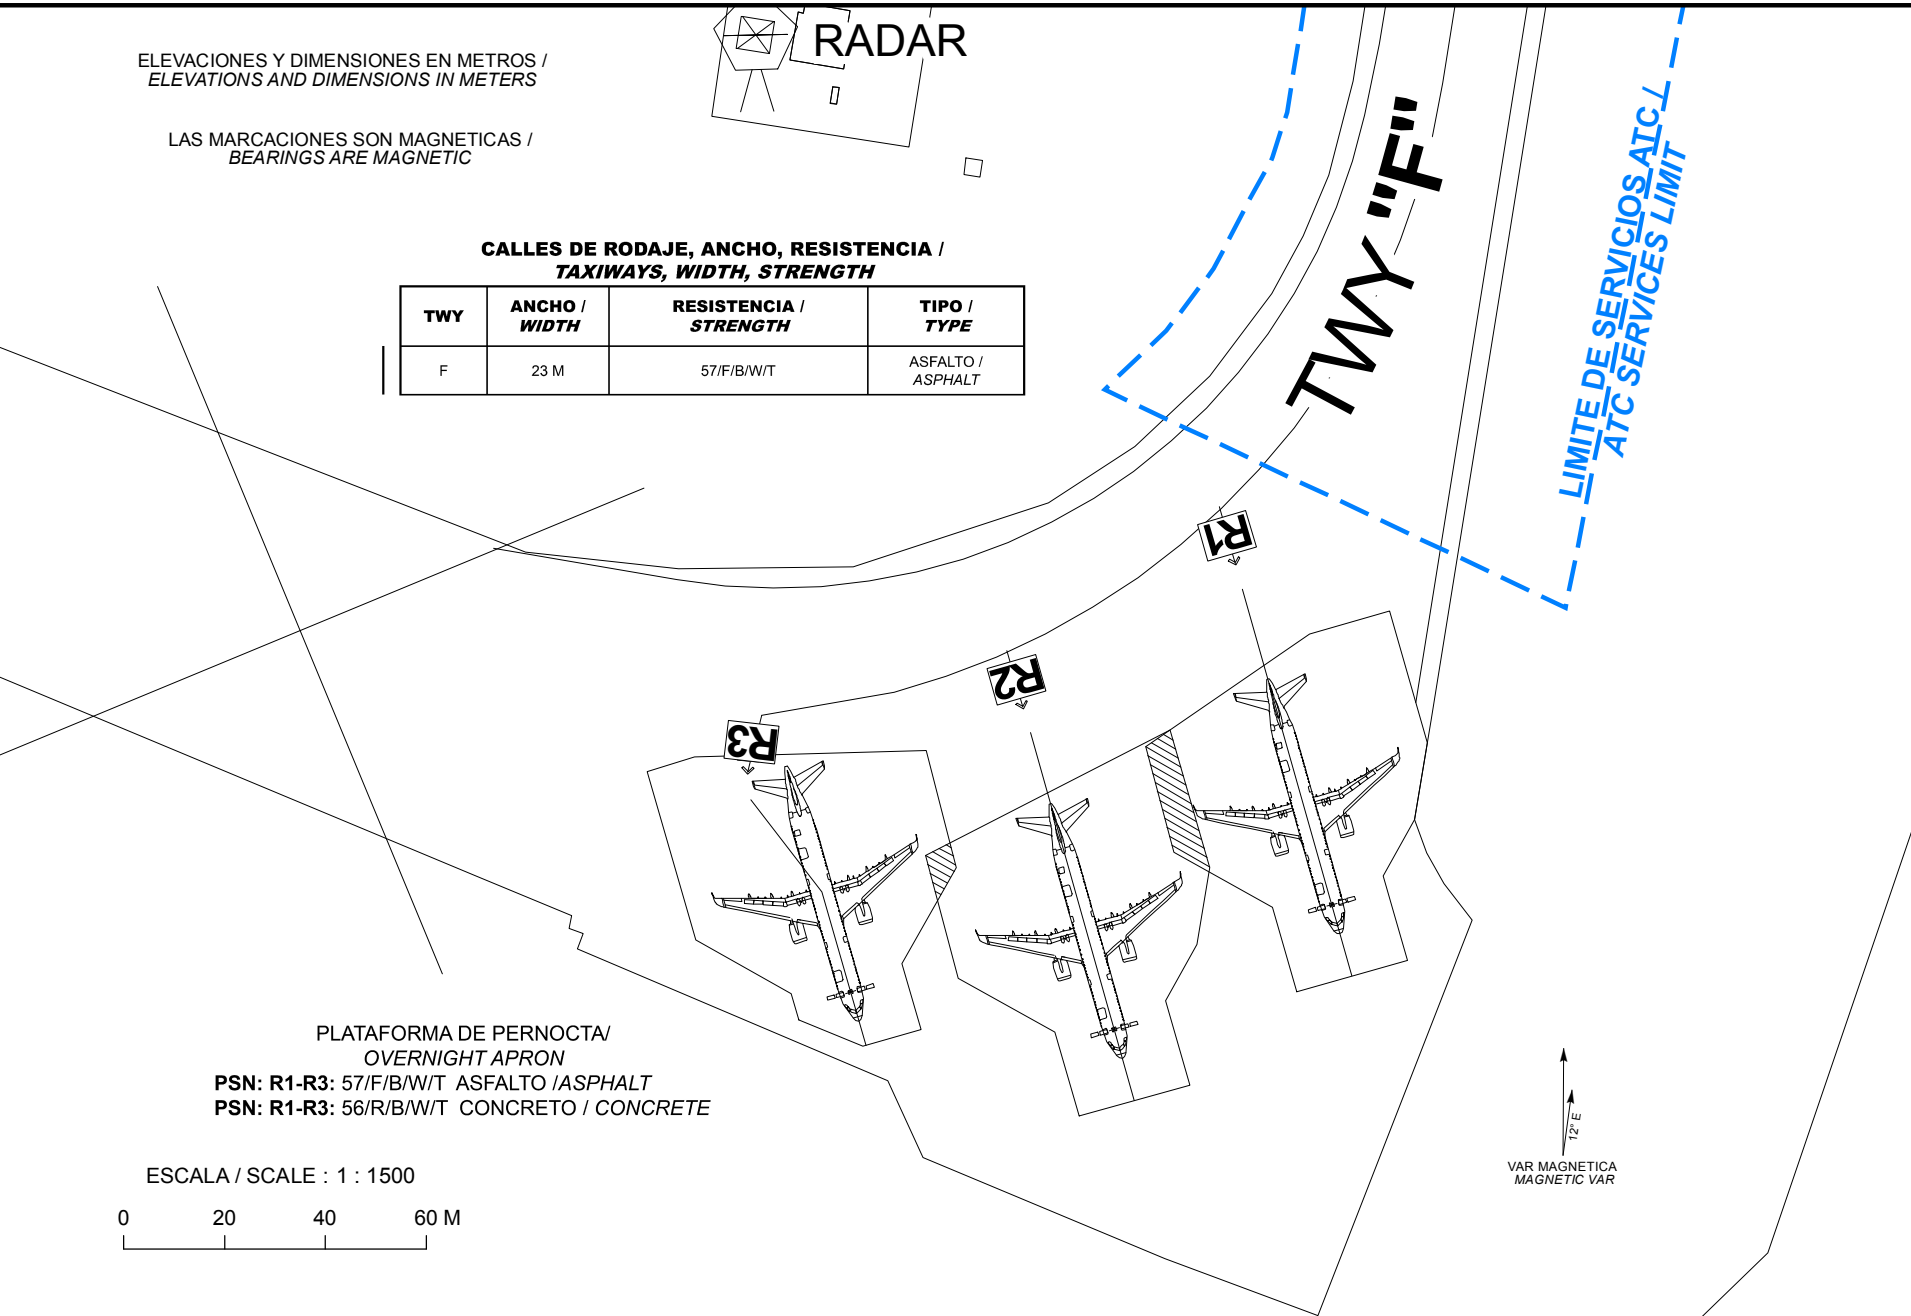 RADAR
ELEVACIONES Y DIMENSIONES EN METROS /
ELEVATIONS AND DIMENSIONS IN METERS
LAS MARCACIONES SON MAGNETICAS /
BEARINGS ARE MAGNETIC
TWY "F"
LIMITE DE SERVICIOS ATC /
ATC SERVICES LIMIT
CALLES DE RODAJE, ANCHO, RESISTENCIA /
TAXIWAYS, WIDTH, STRENGTH
TWY
ANCHO /
WIDTH
RESISTENCIA /
STRENGTH
TIPO /
TYPE
F
23 M
57/F/B/W/T
ASFALTO /
ASPHALT
R1
R2
R3
PLATAFORMA DE PERNOCTA/
OVERNIGHT APRON
PSN: R1-R3: 57/F/B/W/T ASFALTO /ASPHALT
PSN: R1-R3: 56/R/B/W/T CONCRETO / CONCRETE
ESCALA / SCALE : 1 : 1500
0 20 40 60 M
12° E
VAR MAGNETICA
MAGNETIC VAR